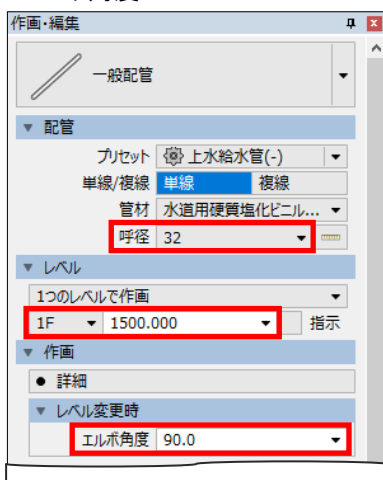 作画・編集
一般配管
配管
プリセット 上水給水管(-)
単線/複線 単線 複線
管材 水道用硬質塩化ビニル...
呼径 32
レベル
1つのレベルで作画
1F 1500.000 指示
作画
● 詳細
レベル変更時
エルボ角度 90.0